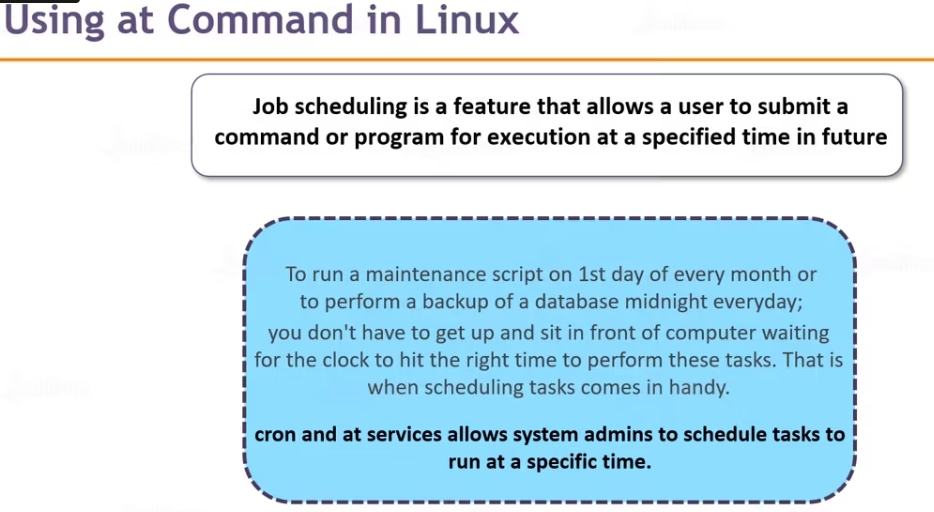 Using at Command in Linux
Job scheduling is a feature that allows a user to submit a
command or program for execution at a specified time in future
To run a maintenance script on 1st day of every month or
to perform a backup of a database midnight everyday;
you don't have to get up and sit in front of computer waiting
for the clock to hit the right time to perform these tasks. That is
when scheduling tasks comes in handy.
cron and at services allows system admins to schedule tasks to
run at a specific time.